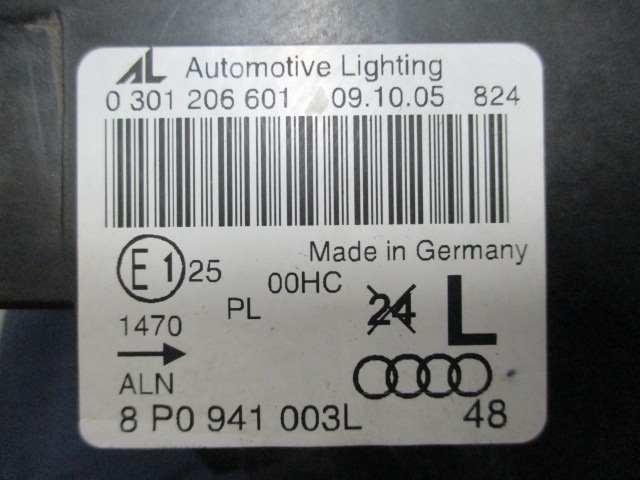 AL Automotive Lighting
0 301 206 601 09.10.05 824
Made in Germany
E1 25 00HC
PL 24 L
1470
ALN
8 P0 941 003L 48